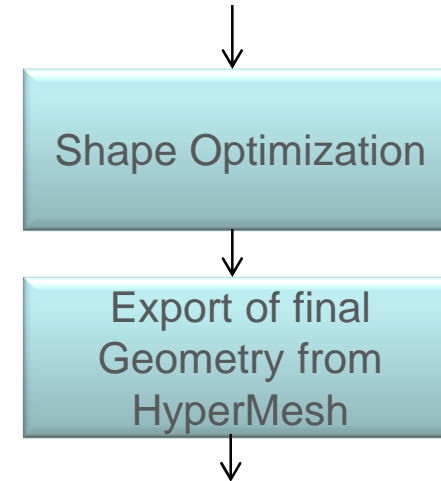 Shape Optimization
Export of final
Geometry from
HyperMesh